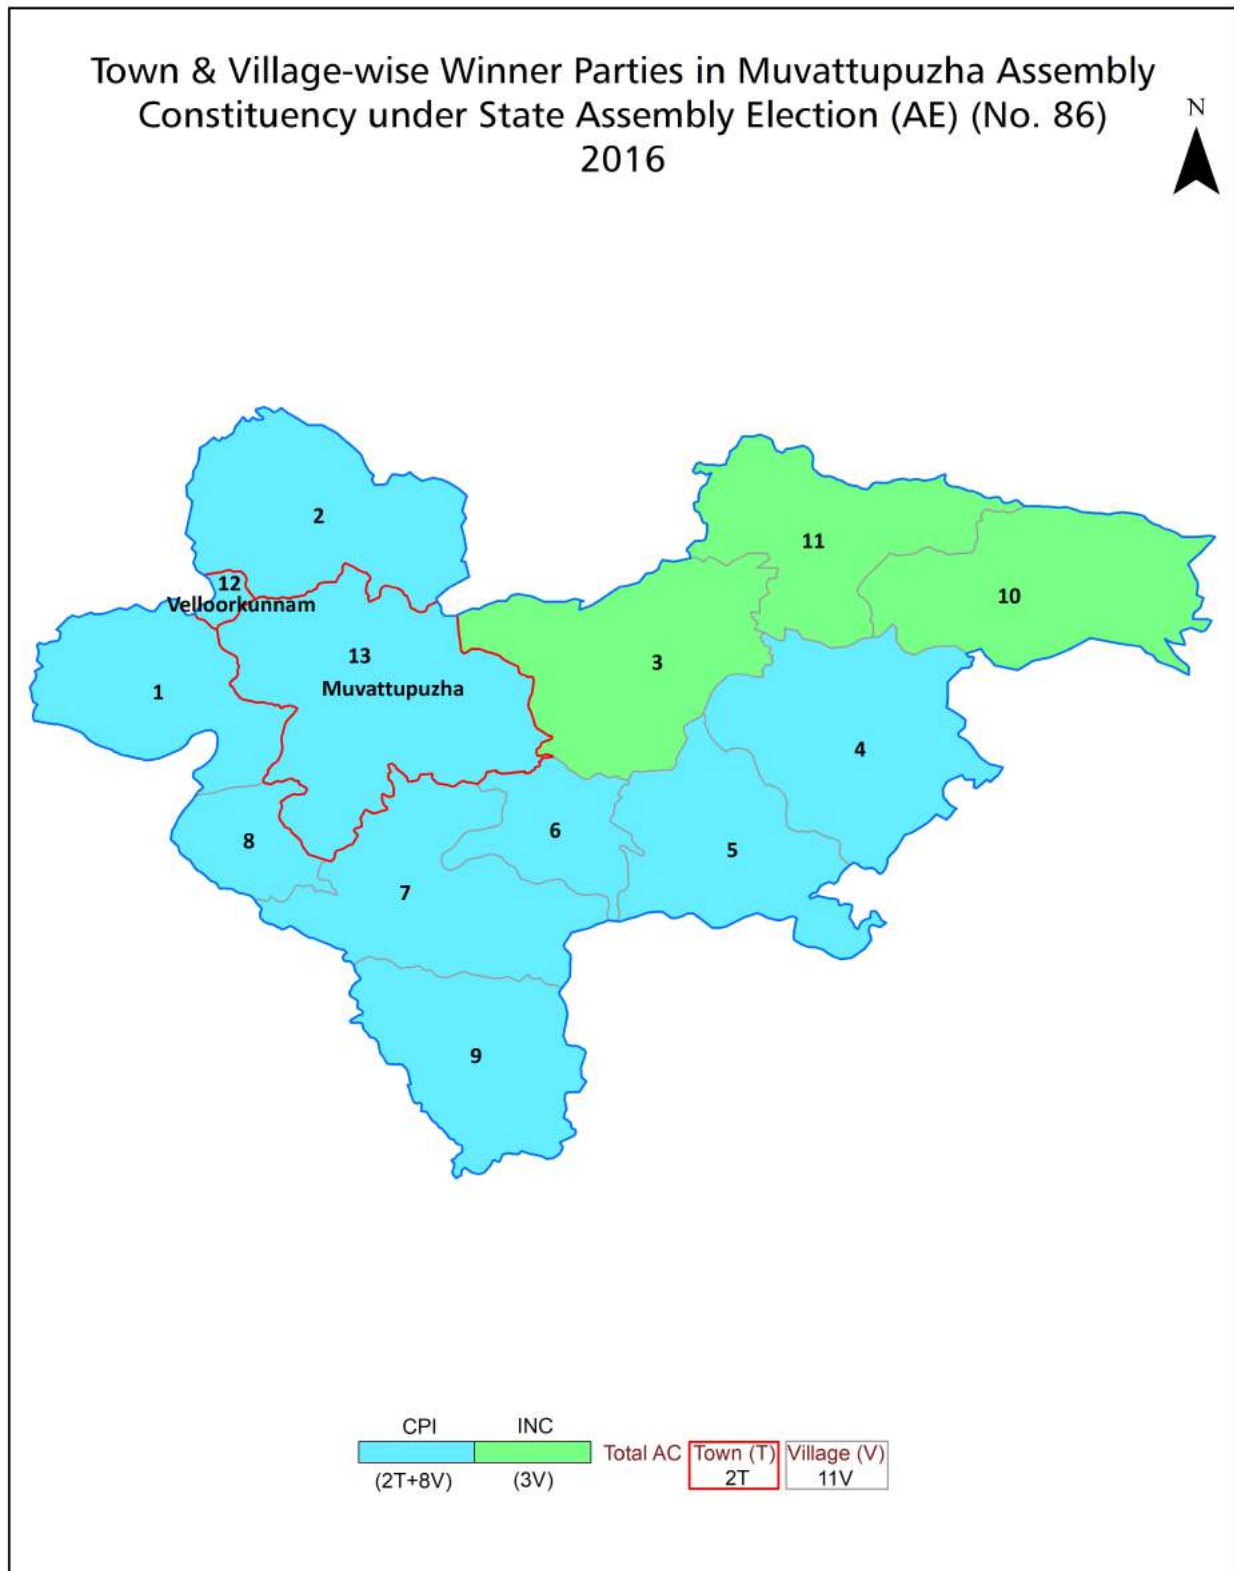 Town & Village-wise Winner Parties in Muvattupuzha Assembly
Constituency under State Assembly Election (AE) (No. 86)
2016
N
2
11
12
Velloorkunnam
10
13
Muvattupuzha
3
1
4
6
8
5
7
9
CPI INC
Total AC Town (T) Village (V)
(2T+8V) (3V) 2T 11V